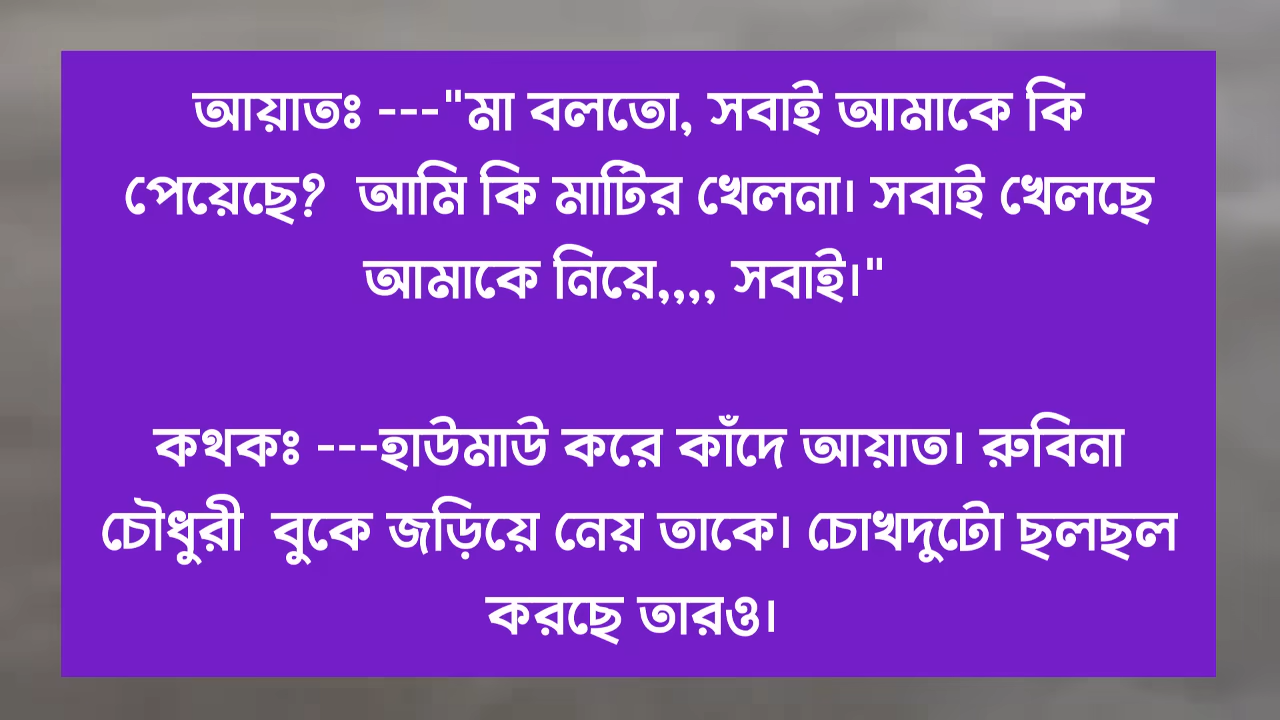 আয়াতঃ ---"মা বলতো, সবাই আমাকে কি
পেয়েছে?  আমি কি মাটির খেলনা। সবাই খেলছে
আমাকে নিয়ে,,,, সবাই।"
কথকঃ ---হাউমাউ করে কাঁদে আয়াত। রুবিনা
চৌধুরী  বুকে জড়িয়ে নেয় তাকে। চোখদুটো ছলছল
করছে তারও।